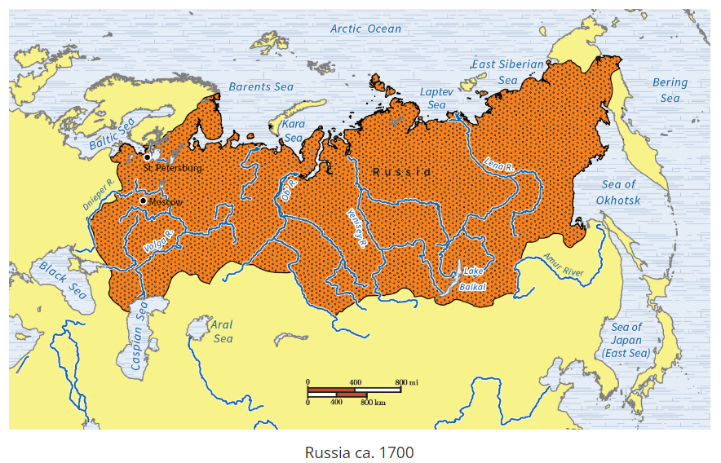 Arctic Ocean
East Siberian
Sea
Barents Sea
Laptev
Sea
Bering
Sea
Kara
Sea
Baltic Sea
St. Petersburg
Russia
Lena R.
Dnieper R.
Ob R.
Moscow
Sea of
Okhotsk
Yenisey R.
Volga R.
Lake
Baikal
Amur River
Black Sea
Caspian Sea
Aral
Sea
Sea of
Japan
(East Sea)
0 400 800 mi
0 400 800 km
Russia ca. 1700